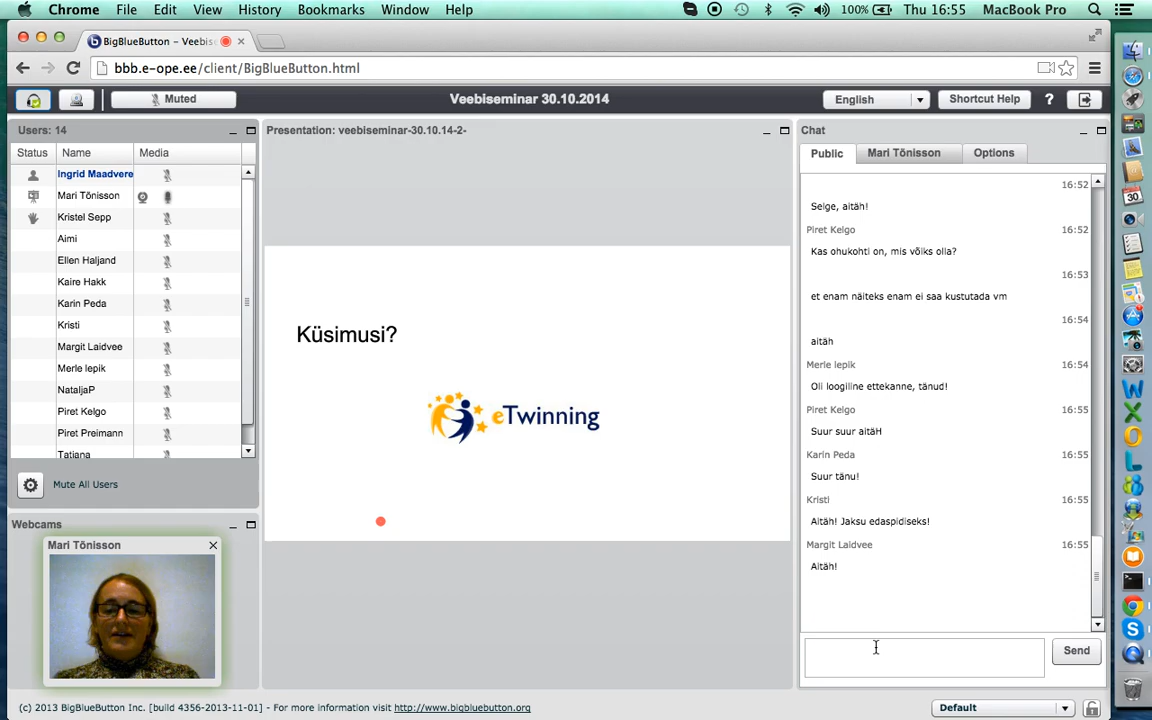 Chrome File Edit View History Bookmarks Window Help 100% Thu 16:55 MacBook Pro
BigBlueButton – Veebise
bbb.e-ope.ee/client/BigBlueButton.html
Muted Veebiseminar 30.10.2014 English Shortcut Help ?
Users: 14
Status Name Media
Ingrid Maadvere
Mari Tõnisson
Kristel Sepp
Aimi
Ellen Haljand
Kaire Hakk
Karin Peda
Kristi
Margit Laidvee
Merle lepik
NataljaP
Piret Kelgo
Piret Preimann
Tatiana
Mute All Users
Webcams
Mari Tõnisson
Presentation: veebiseminar-30.10.14-2-
Küsimusi?
eTwinning
Chat
Public Mari Tõnisson Options
16:52
Selge, aitäh!
Piret Kelgo 16:52
Kas ohukohti on, mis võiks olla?
16:53
et enam näiteks enam ei saa kustutada vm
16:54
aitäh
Merle lepik 16:54
Oli loogiline ettekanne, tänud!
Piret Kelgo 16:55
Suur suur aitäH
Karin Peda 16:55
Suur tänu!
Kristi 16:55
Aitäh! Jaksu edaspidiseks!
Margit Laidvee 16:55
Aitäh!
Send
(c) 2013 BigBlueButton Inc. [build 4356-2013-11-01] - For more information visit http://www.bigbluebutton.org
Default
30